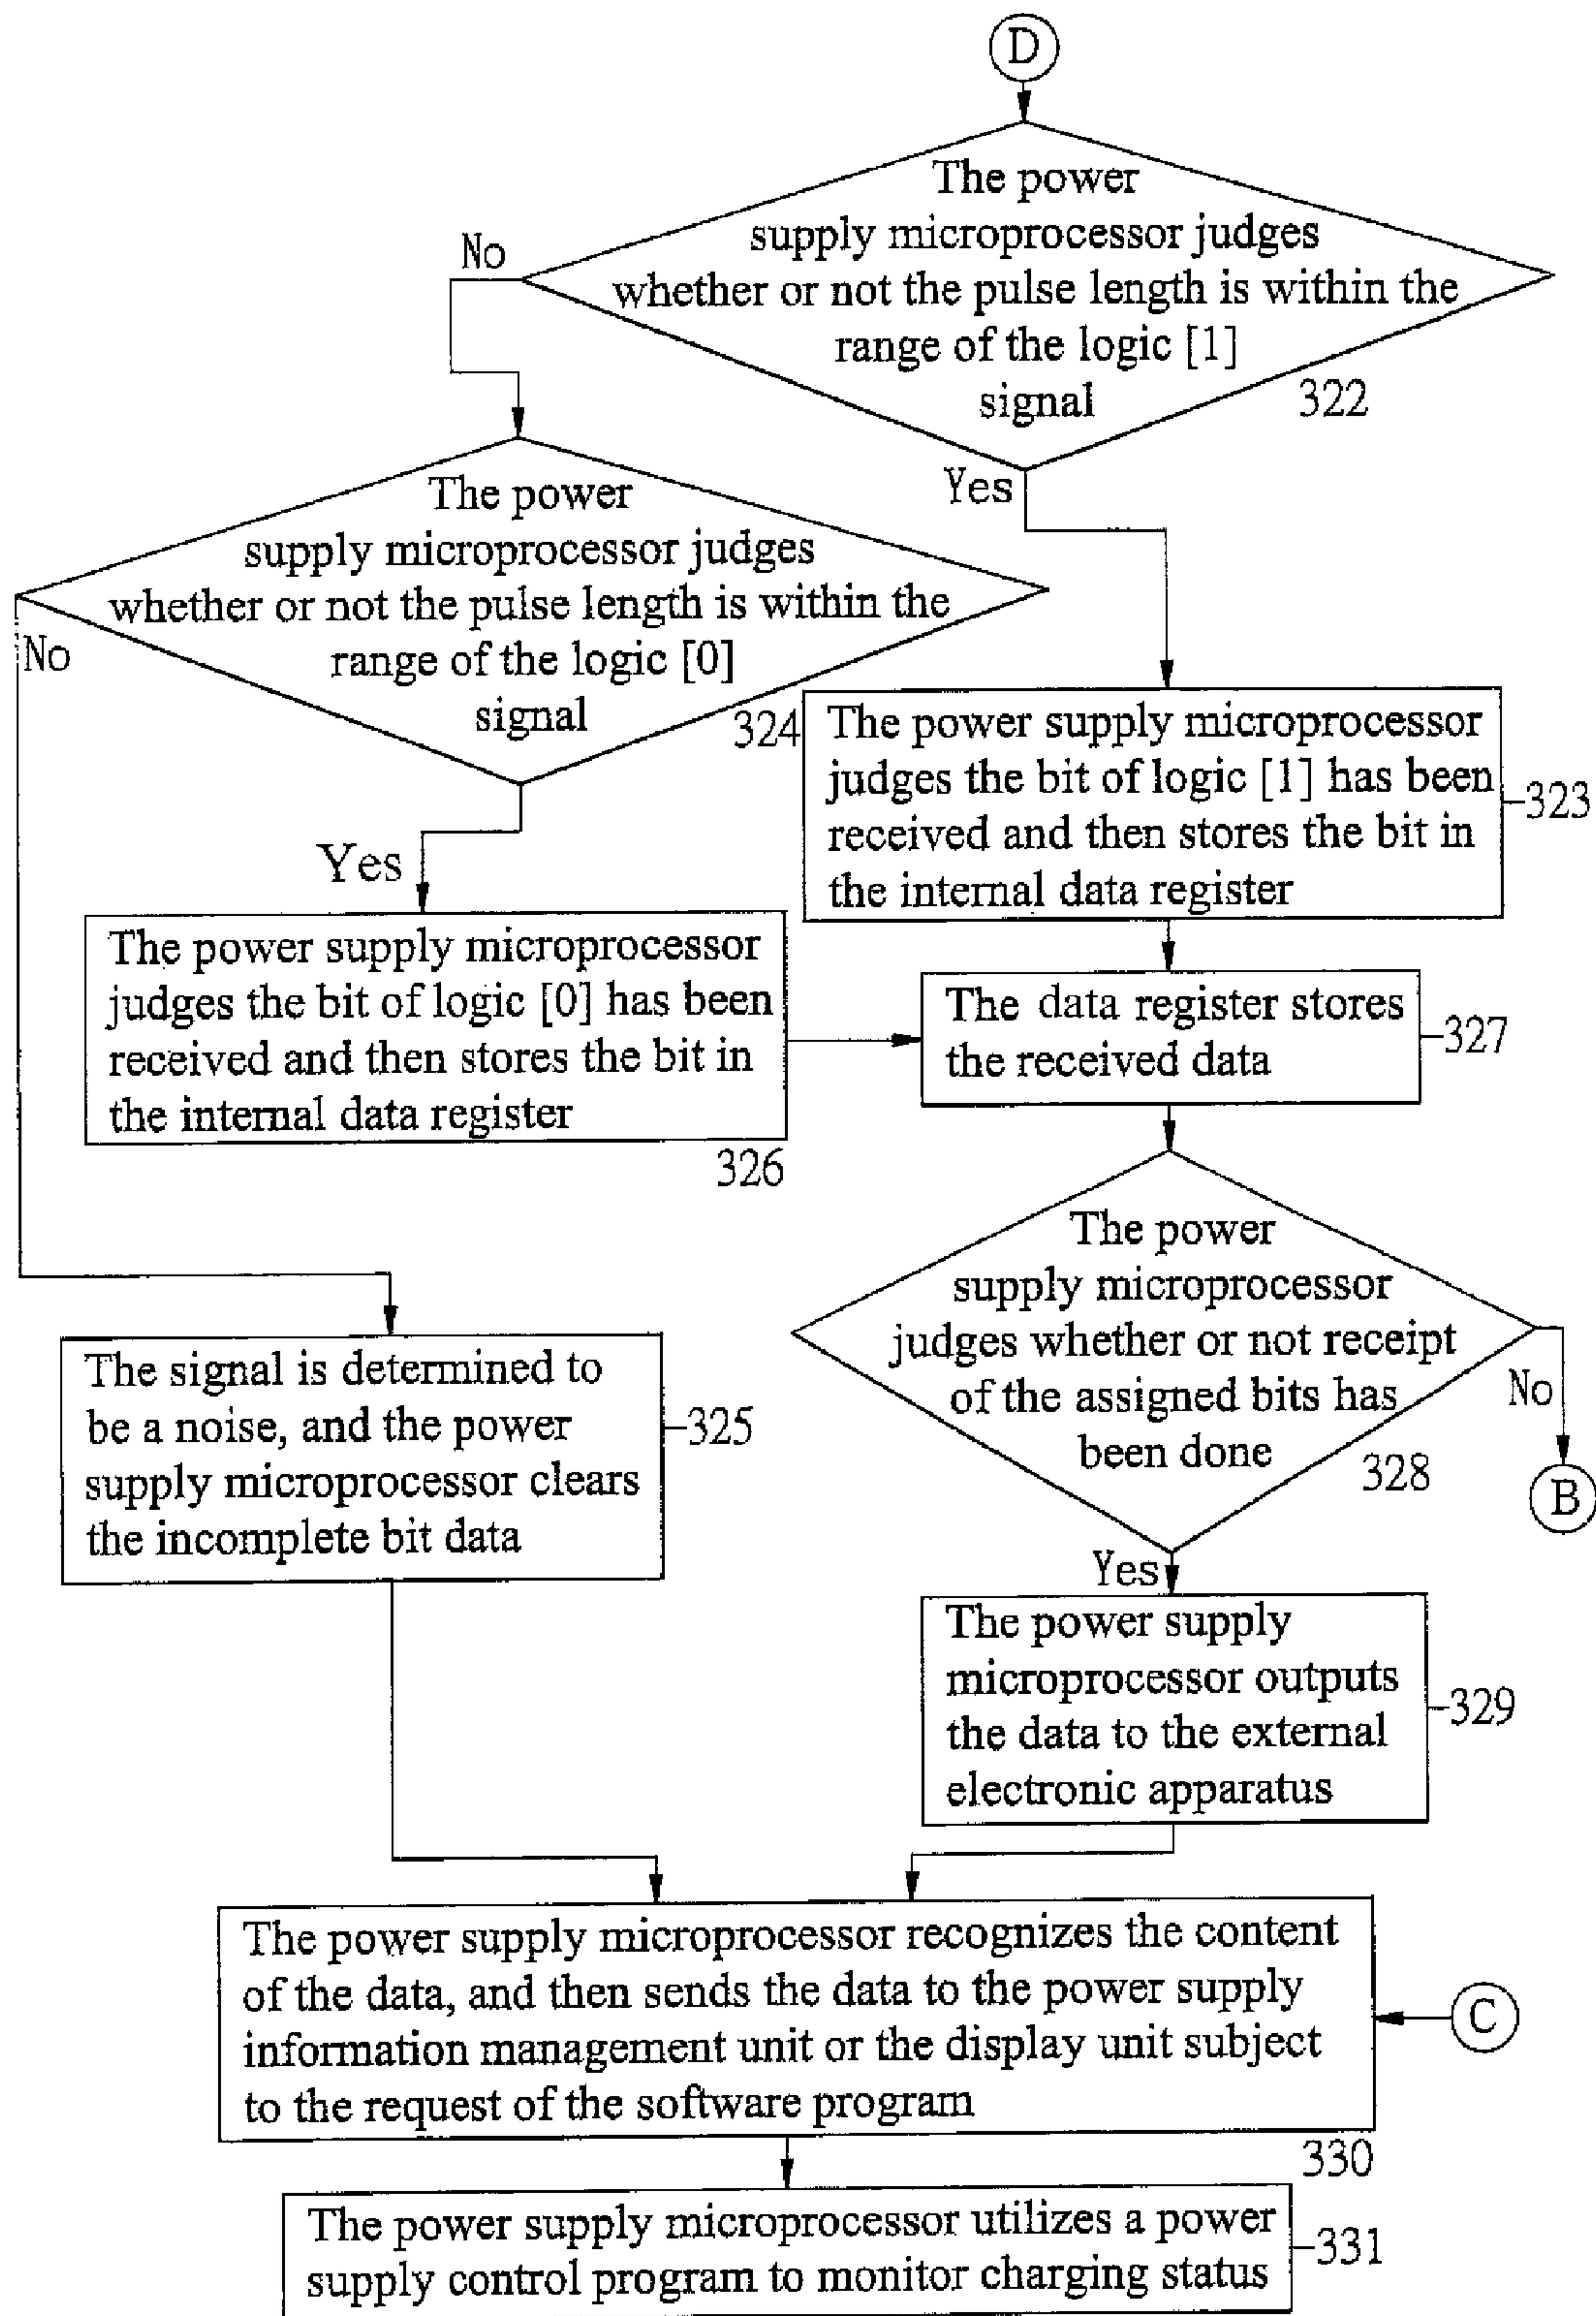 D
The power
supply microprocessor judges
whether or not the pulse length is within the
range of the logic [1]
signal
322
No
Yes
The power
supply microprocessor judges
whether or not the pulse length is within the
range of the logic [0]
signal
324
No
Yes
The power supply microprocessor
judges the bit of logic [1] has been
received and then stores the bit in
the internal data register
323
The power supply microprocessor
judges the bit of logic [0] has been
received and then stores the bit in
the internal data register
326
The data register stores
the received data
327
The power
supply microprocessor
judges whether or not receipt
of the assigned bits has
been done
328
No
B
Yes
The signal is determined to
be a noise, and the power
supply microprocessor clears
the incomplete bit data
325
The power supply
microprocessor outputs
the data to the external
electronic apparatus
329
The power supply microprocessor recognizes the content
of the data, and then sends the data to the power supply
information management unit or the display unit subject
to the request of the software program
330
C
The power supply microprocessor utilizes a power
supply control program to monitor charging status
331